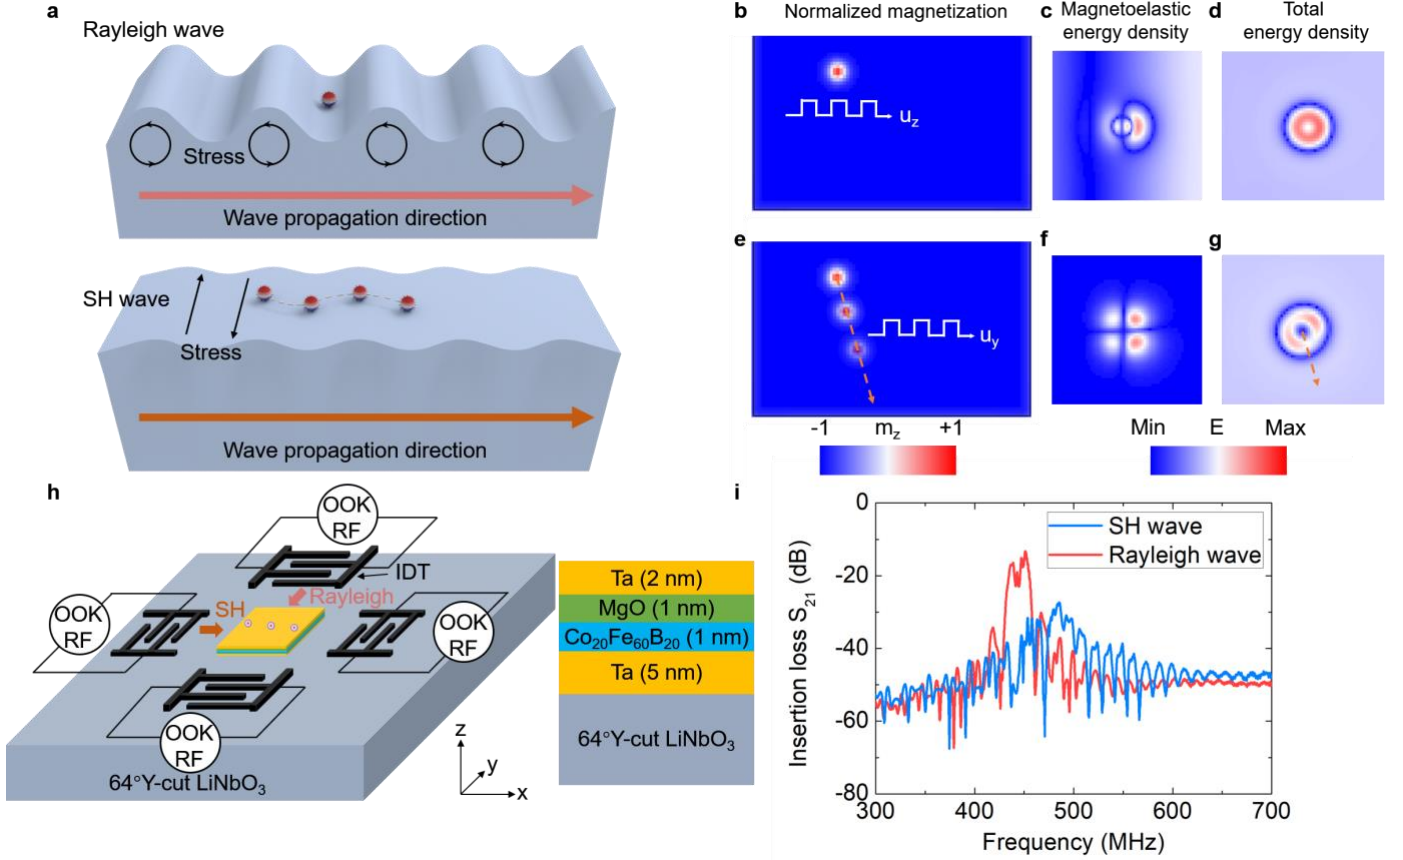 a
Rayleigh wave
Stress
Wave propagation direction
SH wave
Stress
Wave propagation direction
b
Normalized magnetization
u_z
c
Magnetoelastic
energy density
d
Total
energy density
e
u_y
f
g
-1 m_z +1
Min E Max
h
OOK
RF
IDT
Rayleigh
SH
OOK
RF
OOK
RF
OOK
RF
64°Y-cut LiNbO₃
z
y
x
Ta (2 nm)
MgO (1 nm)
Co₂₀Fe₆₀B₂₀ (1 nm)
Ta (5 nm)
64°Y-cut LiNbO₃
i
SH wave
Rayleigh wave
Insertion loss S₂₁ (dB)
0
-20
-40
-60
-80
300 400 500 600 700
Frequency (MHz)